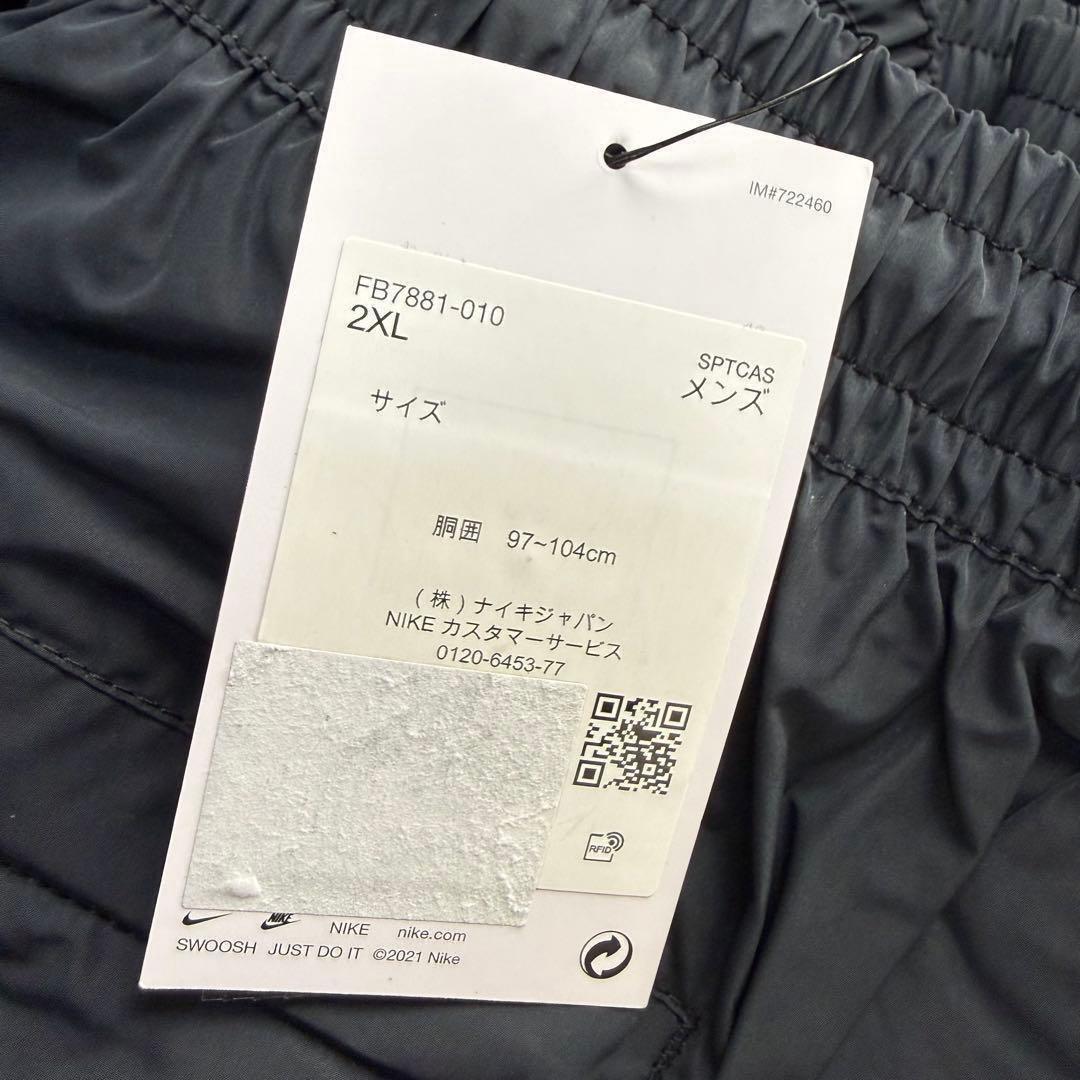 IM#722460
FB7881-010
2XL
SPTCAS
メンズ
サイズ
胴囲 97~104cm
(株)ナイキジャパン
NIKE カスタマーサービス
0120-6453-77
RFID
NIKE NIKE nike.com
SWOOSH JUST DO IT ©2021 Nike